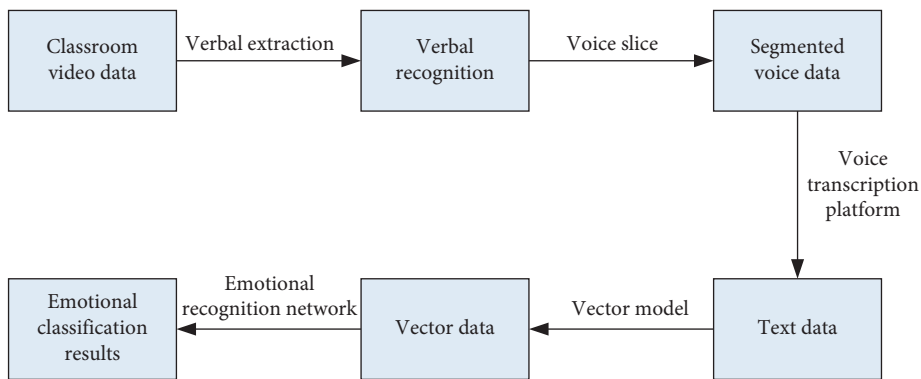 Classroom
video data
Verbal extraction
Verbal
recognition
Voice slice
Segmented
voice data
Voice
transcription
platform
Text data
Vector model
Vector data
Emotional
recognition network
Emotional
classification
results